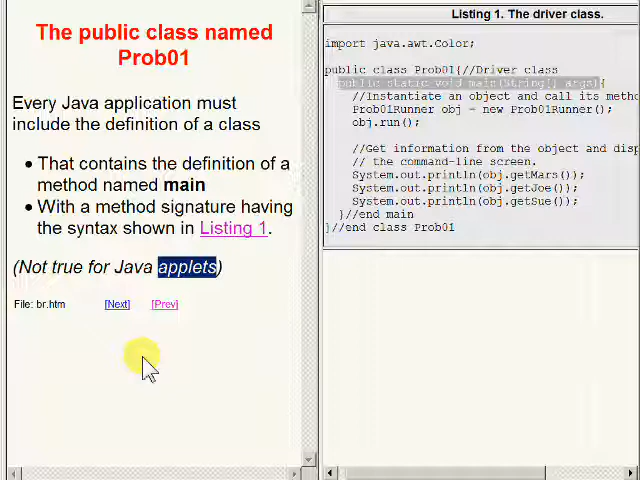 The public class named
Prob01
Every Java application must
include the definition of a class
• That contains the definition of a
method named main
• With a method signature having
the syntax shown in Listing 1.
(Not true for Java applets)
File: br.htm [Next] [Prev]
Listing 1. The driver class.
import java.awt.Color;
public class Prob01{//Driver class
public static void main(String[] args){
//Instantiate an object and call its metho
Prob01Runner obj = new Prob01Runner();
obj.run();
//Get information from the object and disp
// the command-line screen.
System.out.println(obj.getMars());
System.out.println(obj.getJoe());
System.out.println(obj.getSue());
}//end main
}//end class Prob01